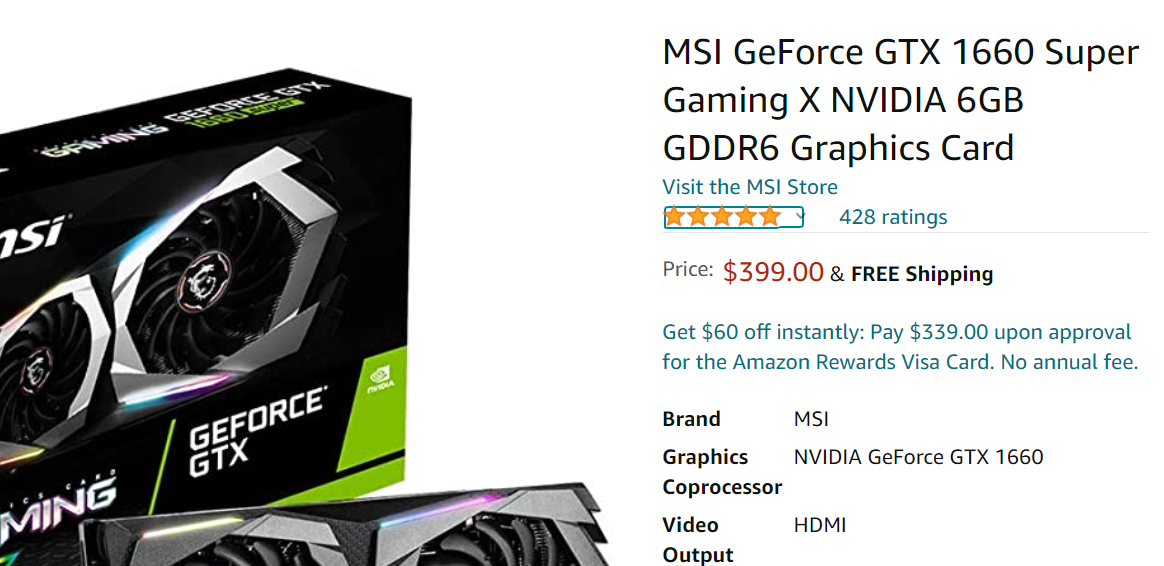 GAMING GEFORCE GTX
1660 SUPER
msi
GEFORCE
GTX
NVIDIA
MSI GeForce GTX 1660 Super
Gaming X NVIDIA 6GB
GDDR6 Graphics Card
Visit the MSI Store
428 ratings
Price: $399.00 & FREE Shipping
Get $60 off instantly: Pay $339.00 upon approval
for the Amazon Rewards Visa Card. No annual fee.
Brand MSI
Graphics NVIDIA GeForce GTX 1660
Coprocessor
Video HDMI
Output